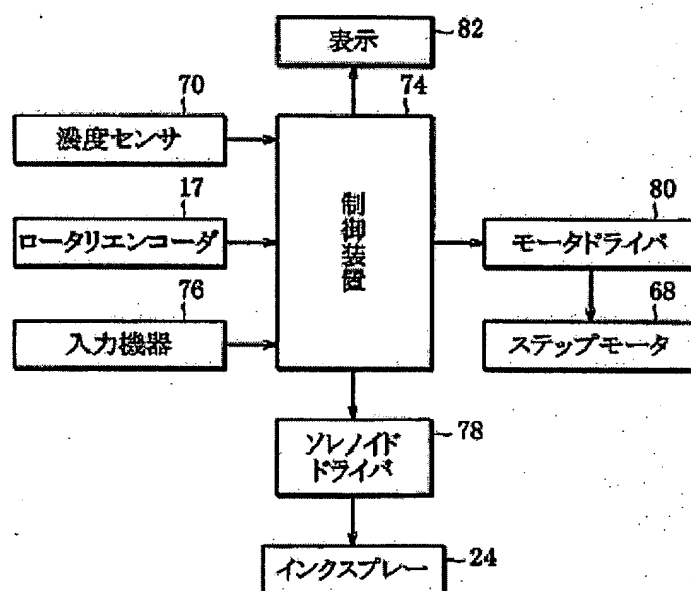 表示
82
70
濃度センサ
74
制御装置
17
ロータリエンコーダ
80
モータドライバ
76
入力機器
68
ステップモータ
78
ソレノイド
ドライバ
インクスプレー
24